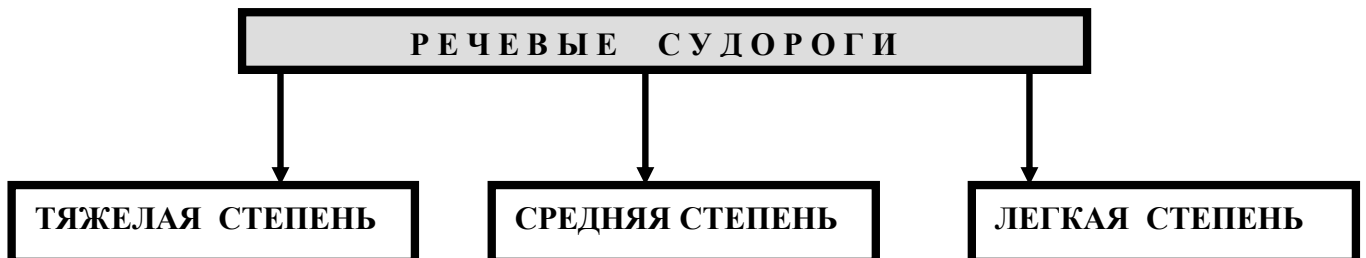 РЕЧЕВЫЕ СУДОРОГИ
ТЯЖЕЛАЯ СТЕПЕНЬ
СРЕДНЯЯ СТЕПЕНЬ
ЛЕГКАЯ СТЕПЕНЬ